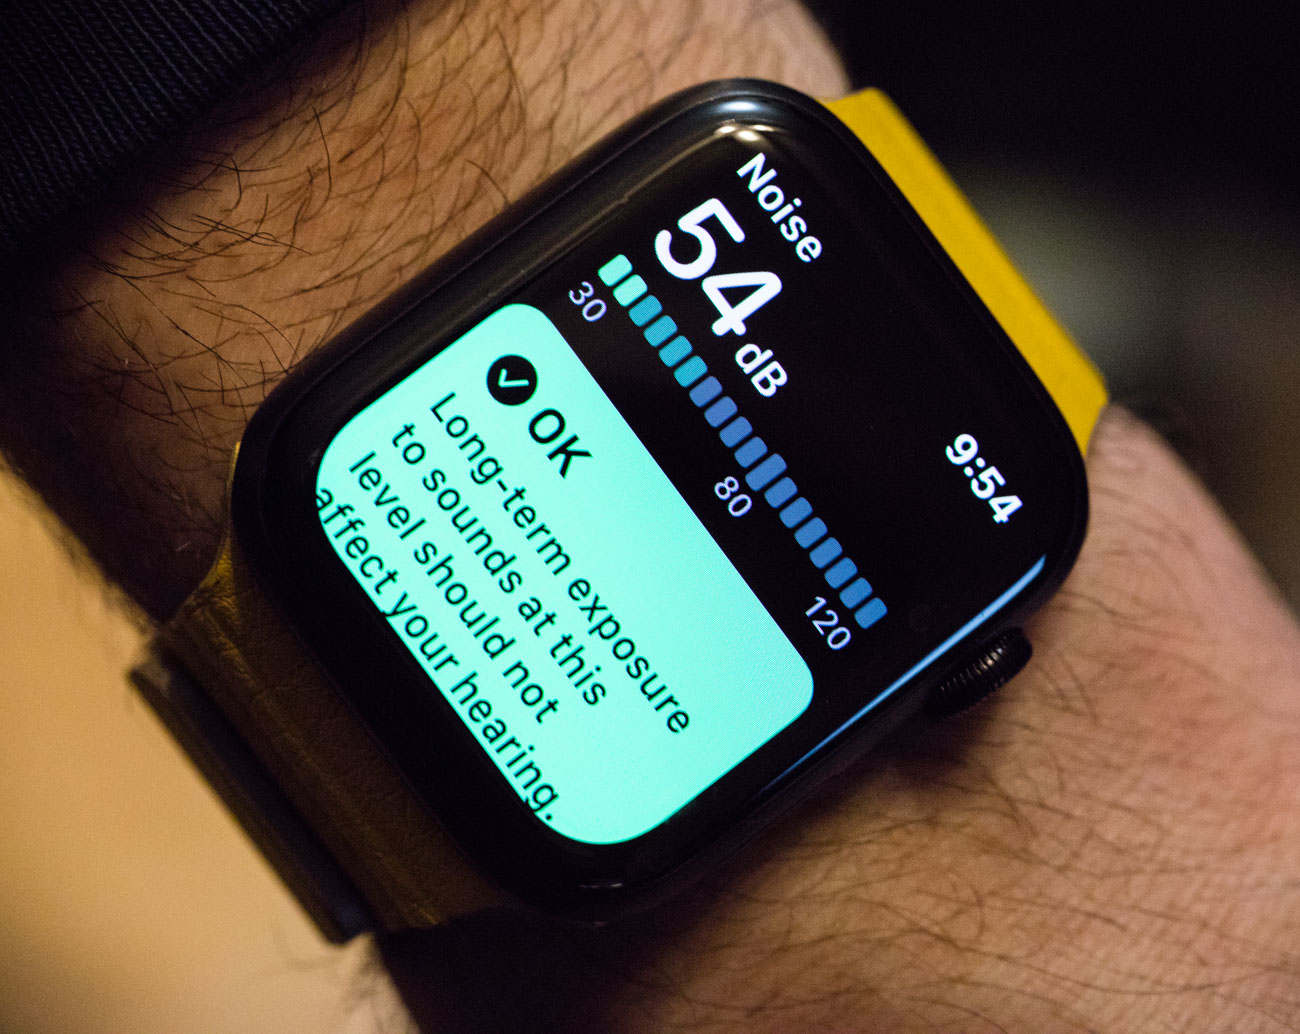 Noise
9:54
54 dB
30
80
120
OK
Long-term exposure
to sounds at this
level should not
affect your hearing.